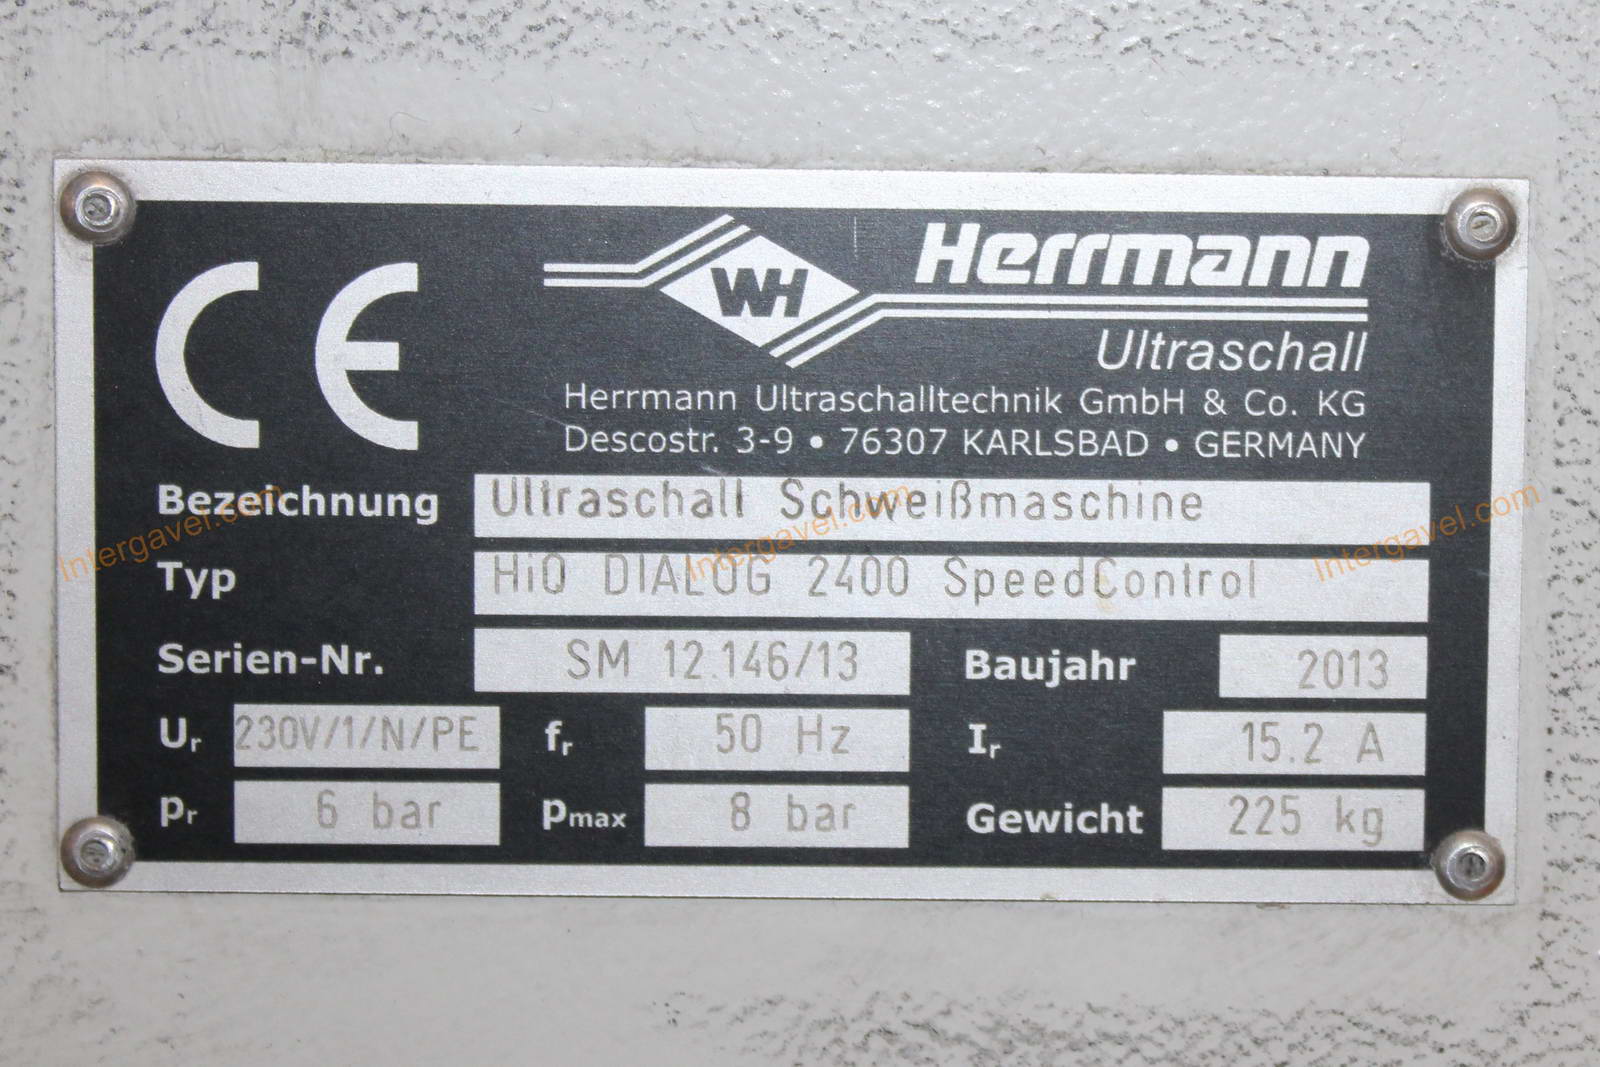 CE
WH
Herrmann
Ultraschall
Herrmann Ultraschalltechnik GmbH & Co. KG
Descostr. 3-9 • 76307 KARLSBAD • GERMANY
Bezeichnung Ultraschall Schweißmaschine
Typ HiQ DIALOG 2400 SpeedControl
Serien-Nr. SM 12.146/13 Baujahr 2013
Ur 230V/1/N/PE fr 50 Hz Ir 15.2 A
pr 6 bar pmax 8 bar Gewicht 225 kg
Intergavel.com
Intergavel.com
Intergavel.com